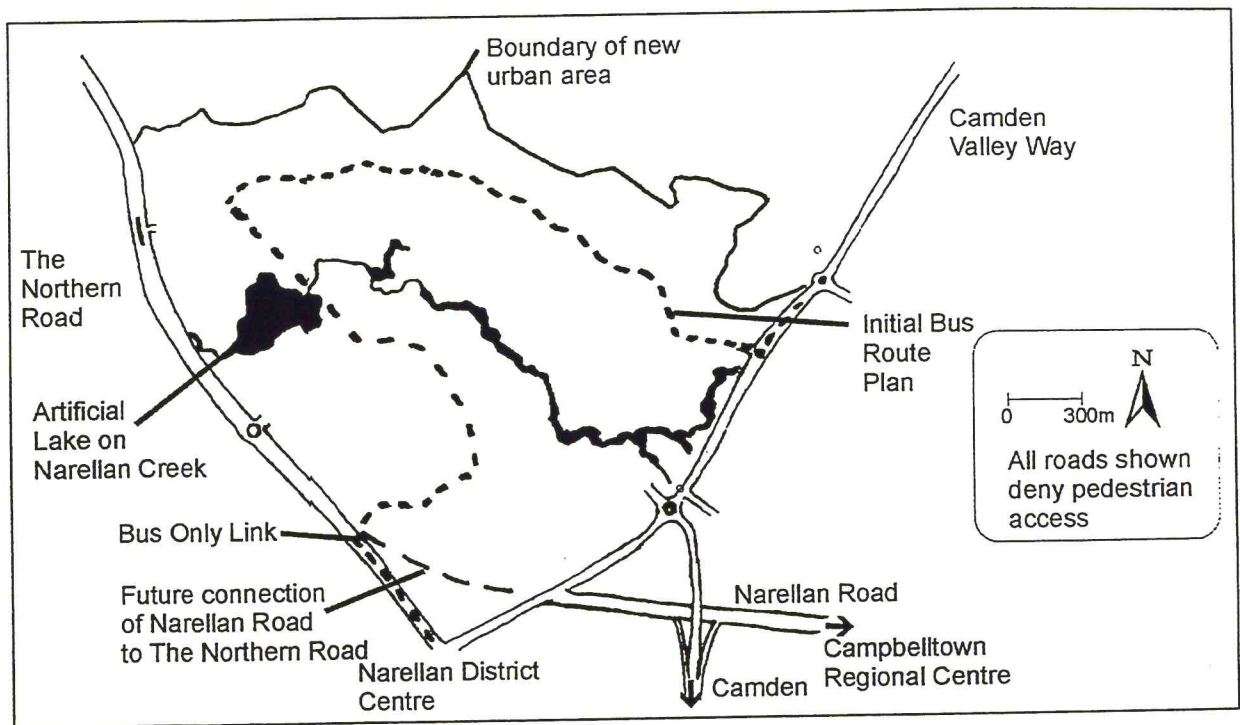 Boundary of new
urban area
Camden
Valley Way
The
Northern
Road
Initial Bus
Route
Plan
N
0 300m
All roads shown
deny pedestrian
access
Artificial
Lake on
Narellan Creek
Bus Only Link
Future connection
of Narellan Road
to The Northern Road
Narellan Road
Narellan District
Centre
Camden
Campbelltown
Regional Centre